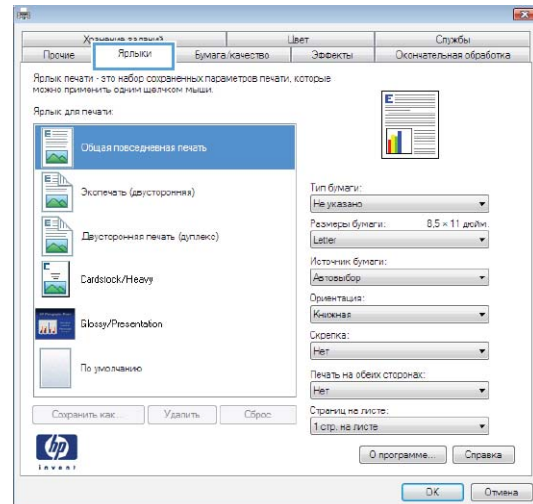 Хранение заданий Цвет Службы
Прочие Ярлыки Бумага/качество Эффекты Окончательная обработка
Ярлык печати - это набор сохраненных параметров печати, которые
можно применить одним щелчком мыши.
Ярлык для печати:
Общая повседневная печать
Экопечать (двусторонняя)
Двусторонняя печать (дуплекс)
Cardstock/Heavy
Glossy/Presentation
По умолчанию
Сохранить как... Удалить Сброс
Тип бумаги:
Не указано
Размеры бумаги: 8,5 × 11 дюйм.
Letter
Источник бумаги:
Автовыбор
Ориентация:
Книжная
Скрепка:
Нет
Печать на обеих сторонах:
Нет
Страниц на листе:
1 стр. на листе
hp
invent
О программе... Справка
OK Отмена